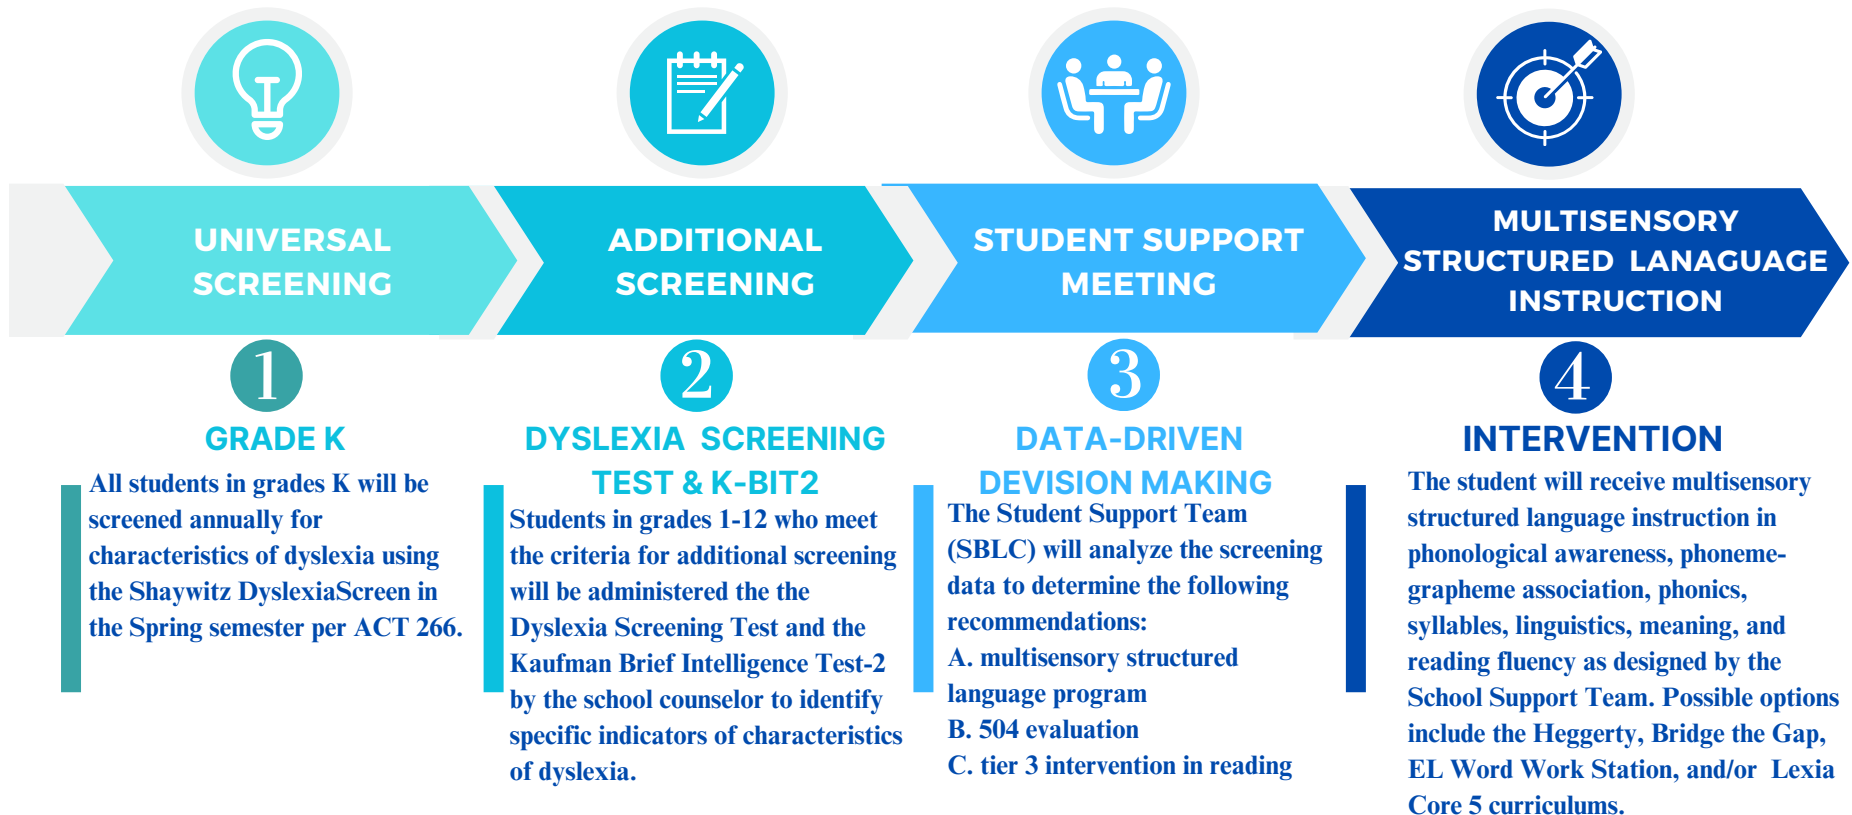 UNIVERSAL
SCREENING
ADDITIONAL
SCREENING
STUDENT SUPPORT
MEETING
MULTISENSORY
STRUCTURED LANAGUAGE
INSTRUCTION
1
GRADE K
All students in grades K will be
screened annually for
characteristics of dyslexia using
the Shaywitz DyslexiaScreen in
the Spring semester per ACT 266.
2
DYSLEXIA SCREENING
TEST & K-BIT2
Students in grades 1-12 who meet
the criteria for additional screening
will be administered the the
Dyslexia Screening Test and the
Kaufman Brief Intelligence Test-2
by the school counselor to identify
specific indicators of characteristics
of dyslexia.
3
DATA-DRIVEN
DEVISION MAKING
The Student Support Team
(SBLC) will analyze the screening
data to determine the following
recommendations:
A. multisensory structured
language program
B. 504 evaluation
C. tier 3 intervention in reading
4
INTERVENTION
The student will receive multisensory
structured language instruction in
phonological awareness, phoneme-
grapheme association, phonics,
syllables, linguistics, meaning, and
reading fluency as designed by the
School Support Team. Possible options
include the Heggerty, Bridge the Gap,
EL Word Work Station, and/or Lexia
Core 5 curriculums.